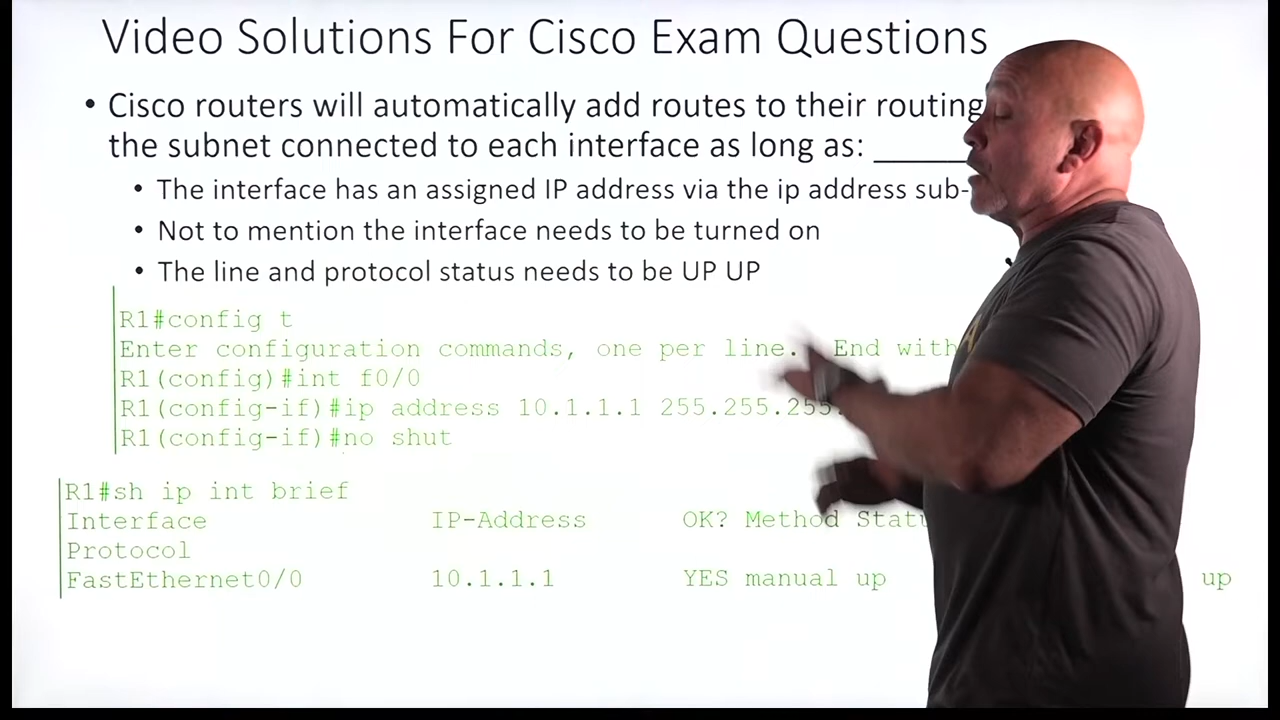 Video Solutions For Cisco Exam Questions
• Cisco routers will automatically add routes to their routing
the subnet connected to each interface as long as: ______
• The interface has an assigned IP address via the ip address sub-
• Not to mention the interface needs to be turned on
• The line and protocol status needs to be UP UP
R1#config t
Enter configuration commands, one per line. End with
R1(config)#int f0/0
R1(config-if)#ip address 10.1.1.1 255.255.255.
R1(config-if)#no shut
R1#sh ip int brief
Interface IP-Address OK? Method
Protocol
FastEthernet0/0 10.1.1.1 YES manual up up